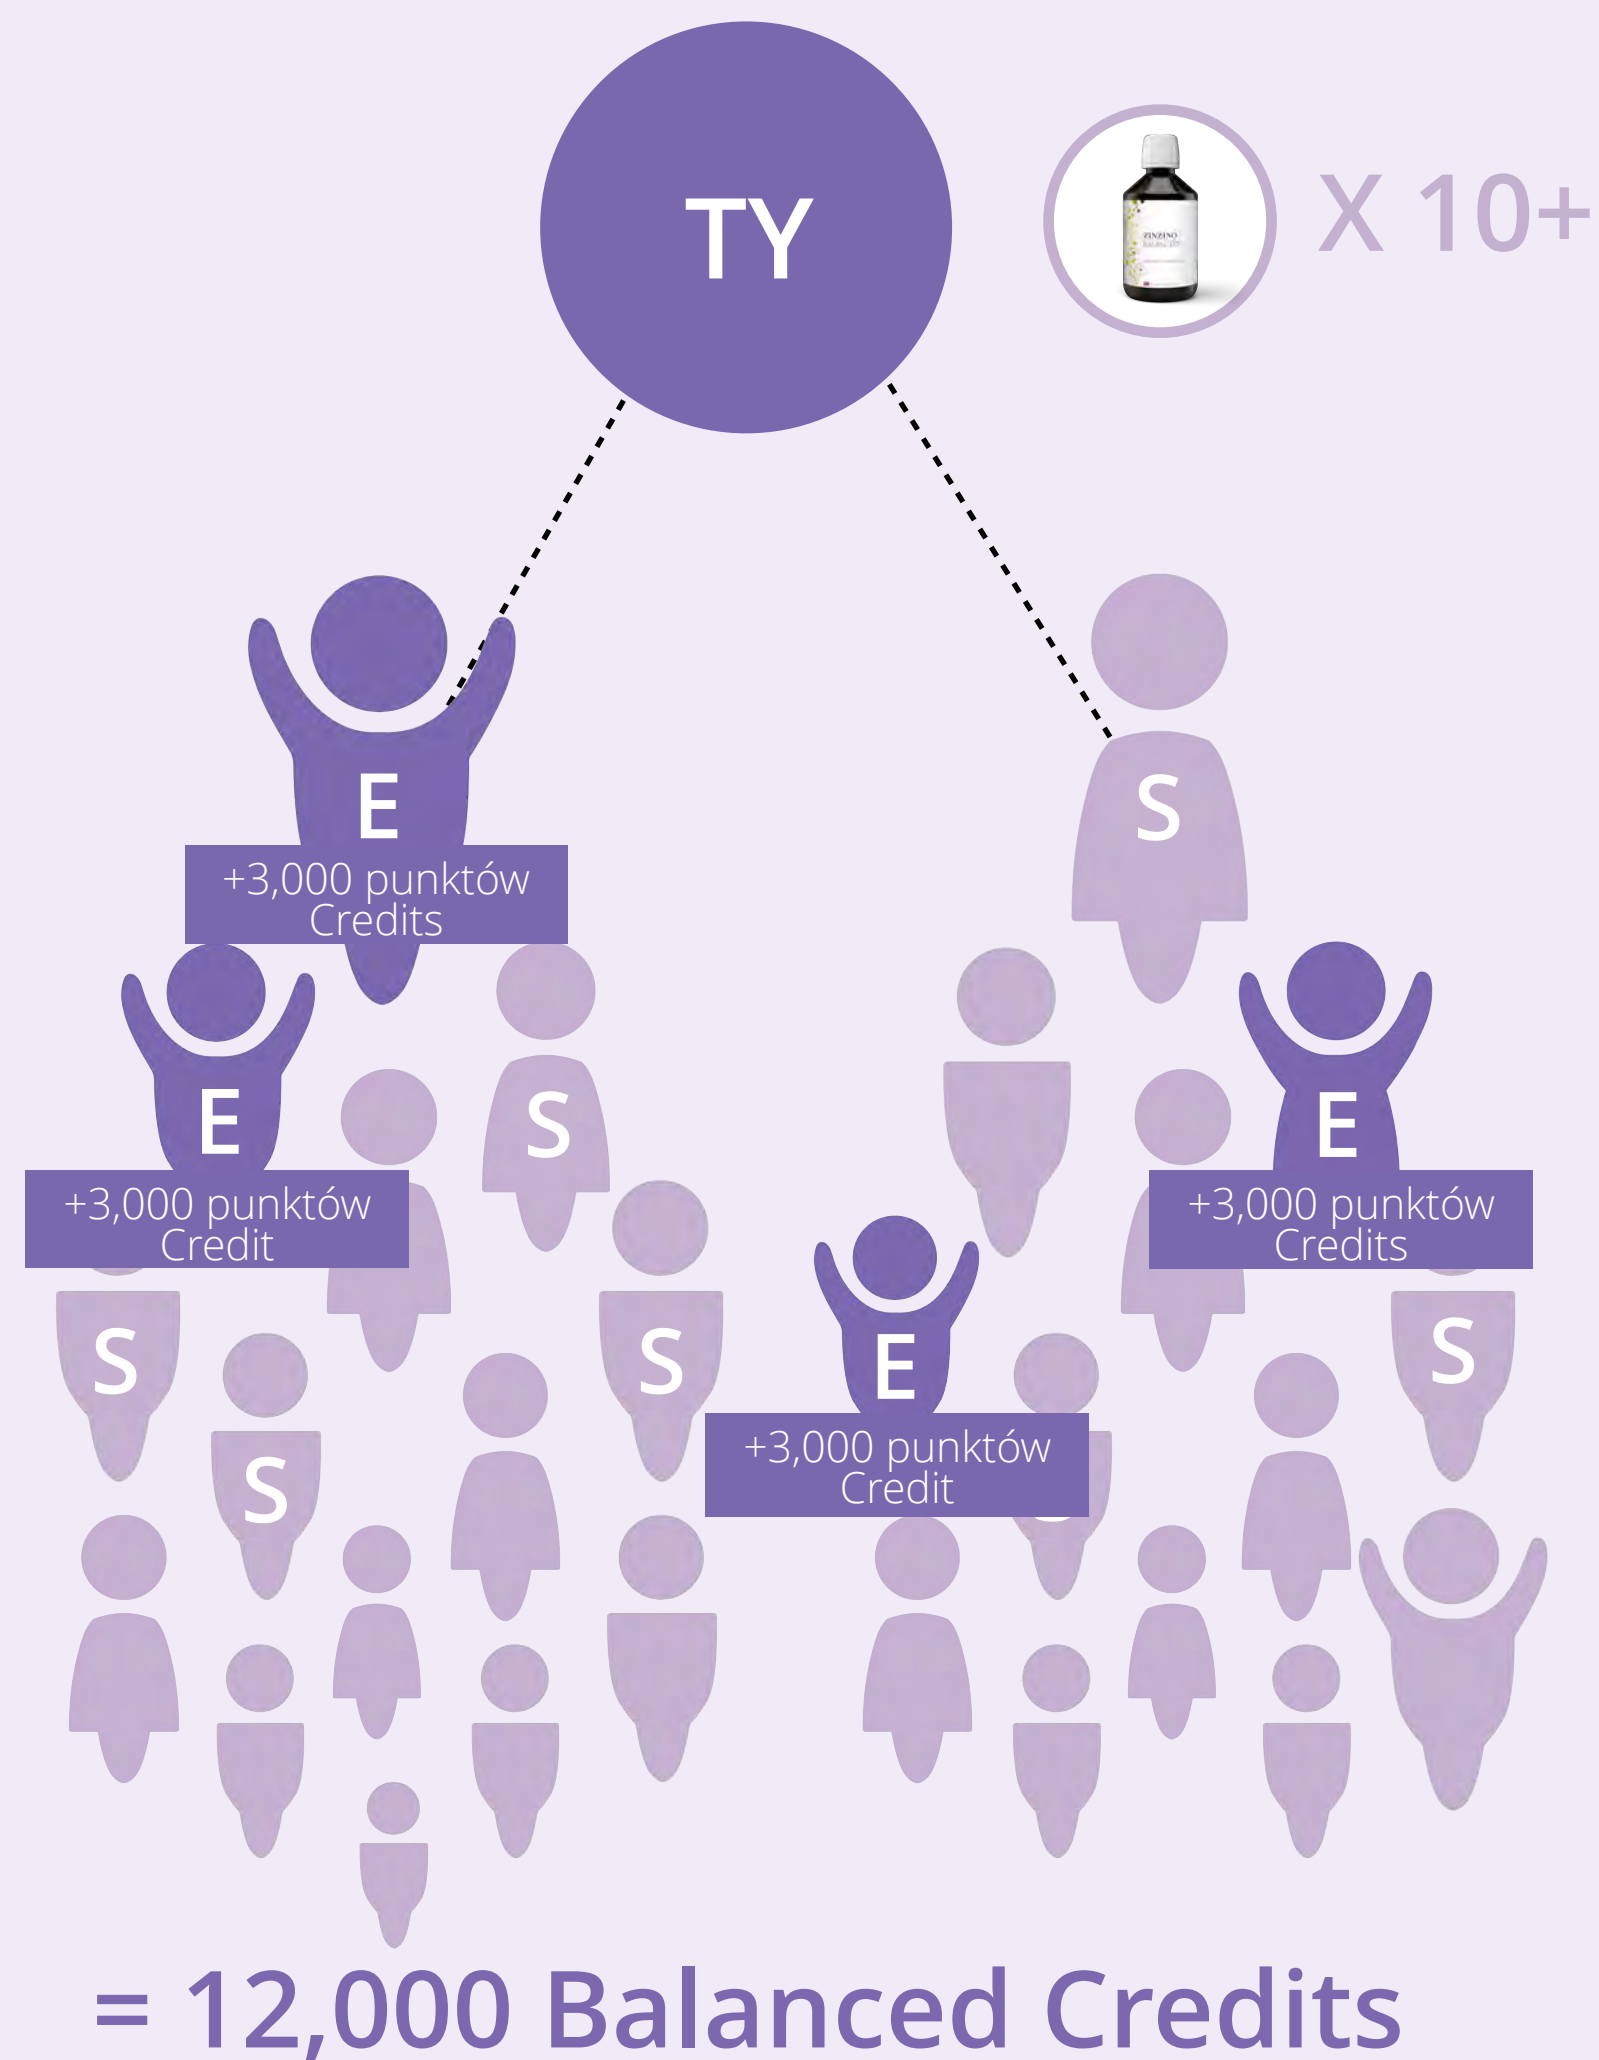 TY
ZINZINO
X 10+
E
S
+3,000 punktów
Credits
E
S
E
+3,000 punktów
Credit
+3,000 punktów
Credits
S
S
E
S
+3,000 punktów
Credit
S
= 12,000 Balanced Credits